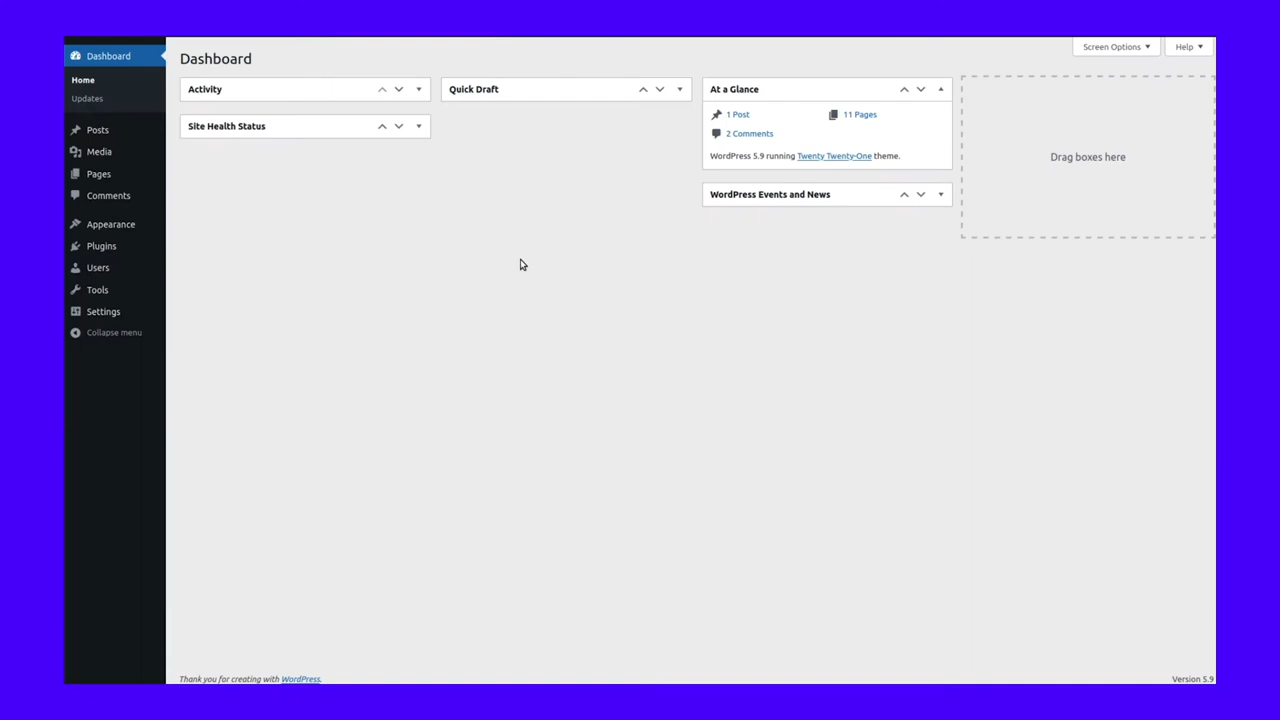 Dashboard
Home
Updates
Posts
Media
Pages
Comments
Appearance
Plugins
Users
Tools
Settings
Collapse menu
Screen Options
Help
Dashboard
Activity
Site Health Status
Quick Draft
At a Glance
1 Post
11 Pages
2 Comments
WordPress 5.9 running Twenty Twenty-One theme.
WordPress Events and News
Drag boxes here
Thank you for creating with WordPress.
Version 5.9